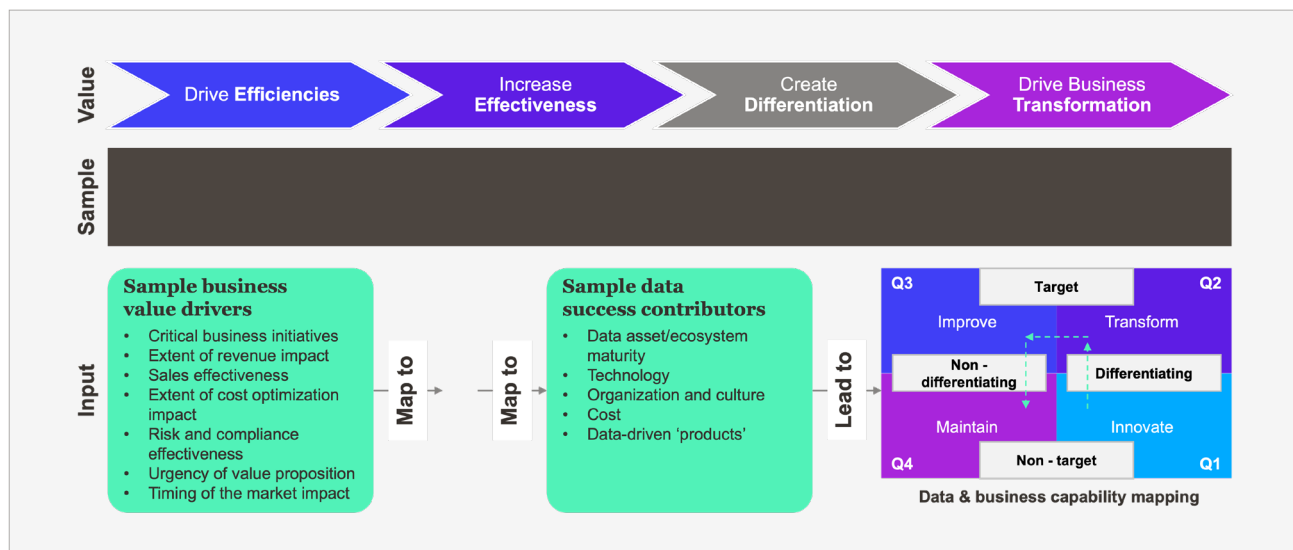 Value
Drive Efficiencies
Increase
Effectiveness
Create
Differentiation
Drive Business
Transformation
Sample
Input
Sample business
value drivers
• Critical business initiatives
• Extent of revenue impact
• Sales effectiveness
• Extent of cost optimization
impact
• Risk and compliance
effectiveness
• Urgency of value proposition
• Timing of the market impact
Map to
Map to
Sample data
success contributors
• Data asset/ecosystem
maturity
• Technology
• Organization and culture
• Cost
• Data-driven ‘products’
Lead to
Q3
Target
Q2
Improve
Transform
Non -
differentiating
Differentiating
Maintain
Innovate
Q4
Non - target
Q1
Data & business capability mapping